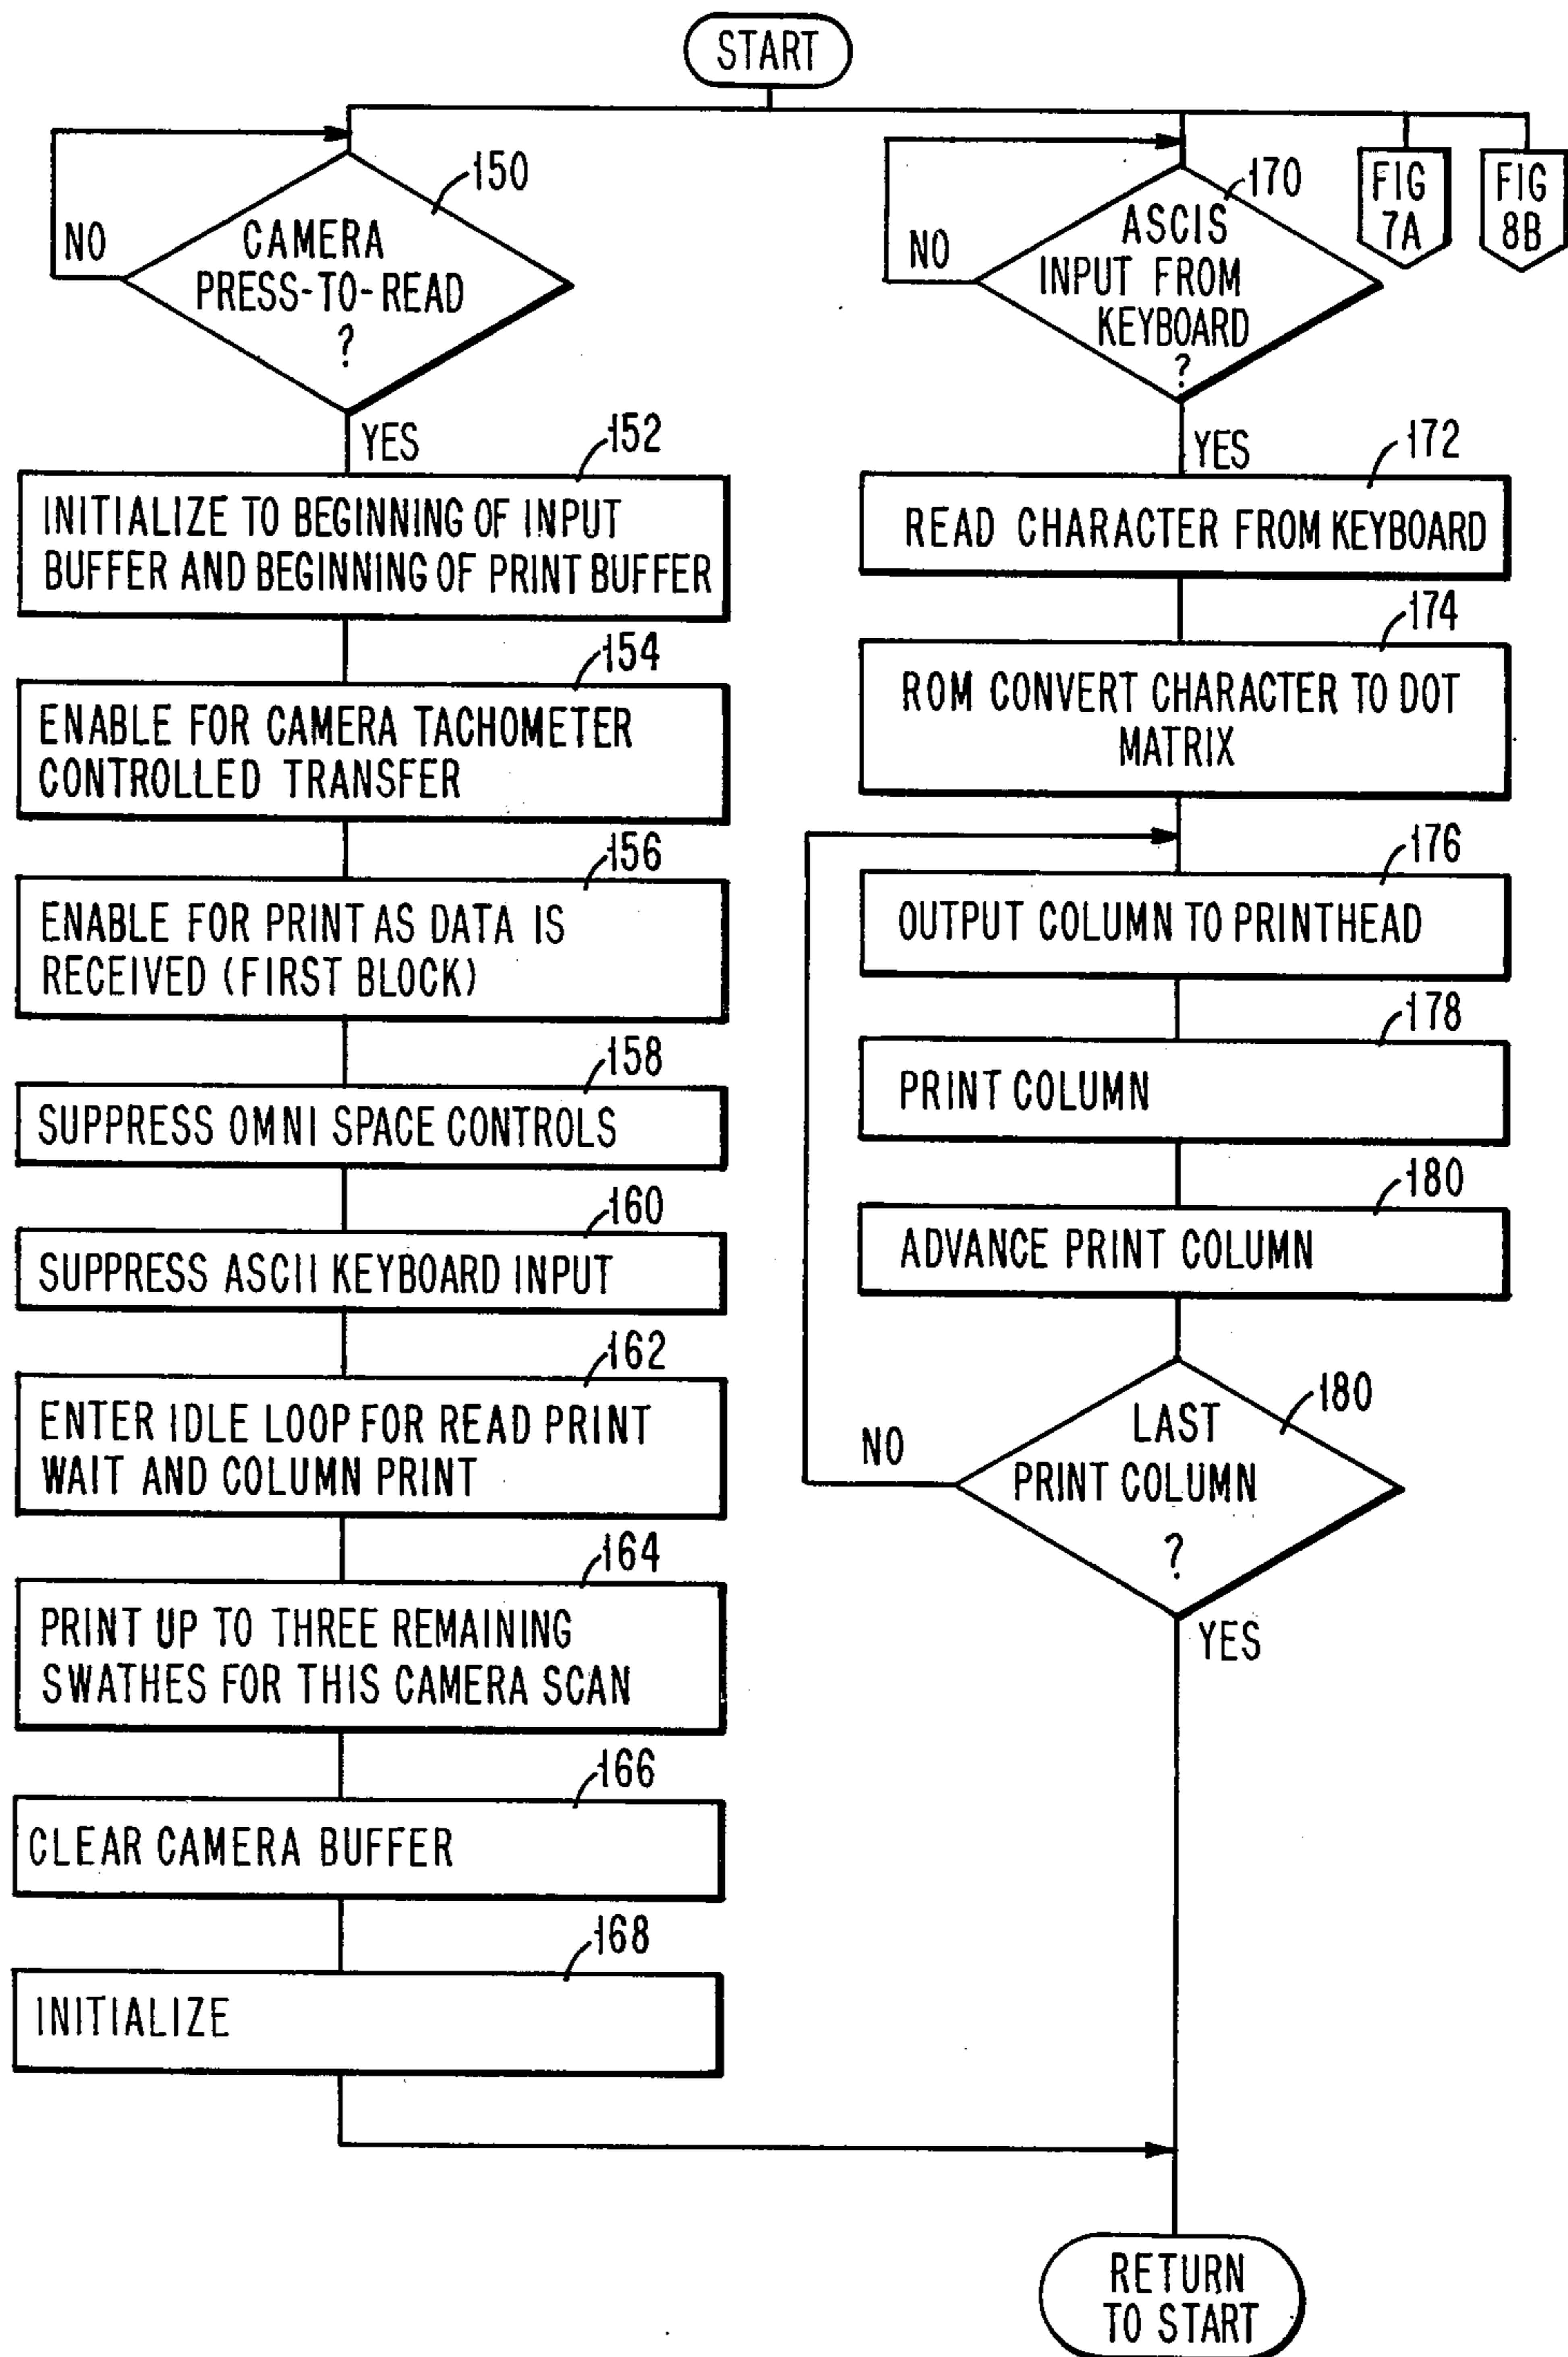 START
150
NO
CAMERA
PRESS-TO-READ
?
YES
152
INITIALIZE TO BEGINNING OF INPUT
BUFFER AND BEGINNING OF PRINT BUFFER
154
ENABLE FOR CAMERA TACHOMETER
CONTROLLED TRANSFER
156
ENABLE FOR PRINT AS DATA IS
RECEIVED (FIRST BLOCK)
158
SUPPRESS OMNI SPACE CONTROLS
160
SUPPRESS ASCII KEYBOARD INPUT
162
ENTER IDLE LOOP FOR READ PRINT
WAIT AND COLUMN PRINT
164
PRINT UP TO THREE REMAINING
SWATHES FOR THIS CAMERA SCAN
166
CLEAR CAMERA BUFFER
168
INITIALIZE
170
NO
ASCIS
INPUT FROM
KEYBOARD
?
YES
172
READ CHARACTER FROM KEYBOARD
174
ROM CONVERT CHARACTER TO DOT
MATRIX
176
OUTPUT COLUMN TO PRINTHEAD
178
PRINT COLUMN
180
ADVANCE PRINT COLUMN
180
LAST
NO
PRINT COLUMN
?
YES
FIG
7A
FIG
8B
RETURN
TO START